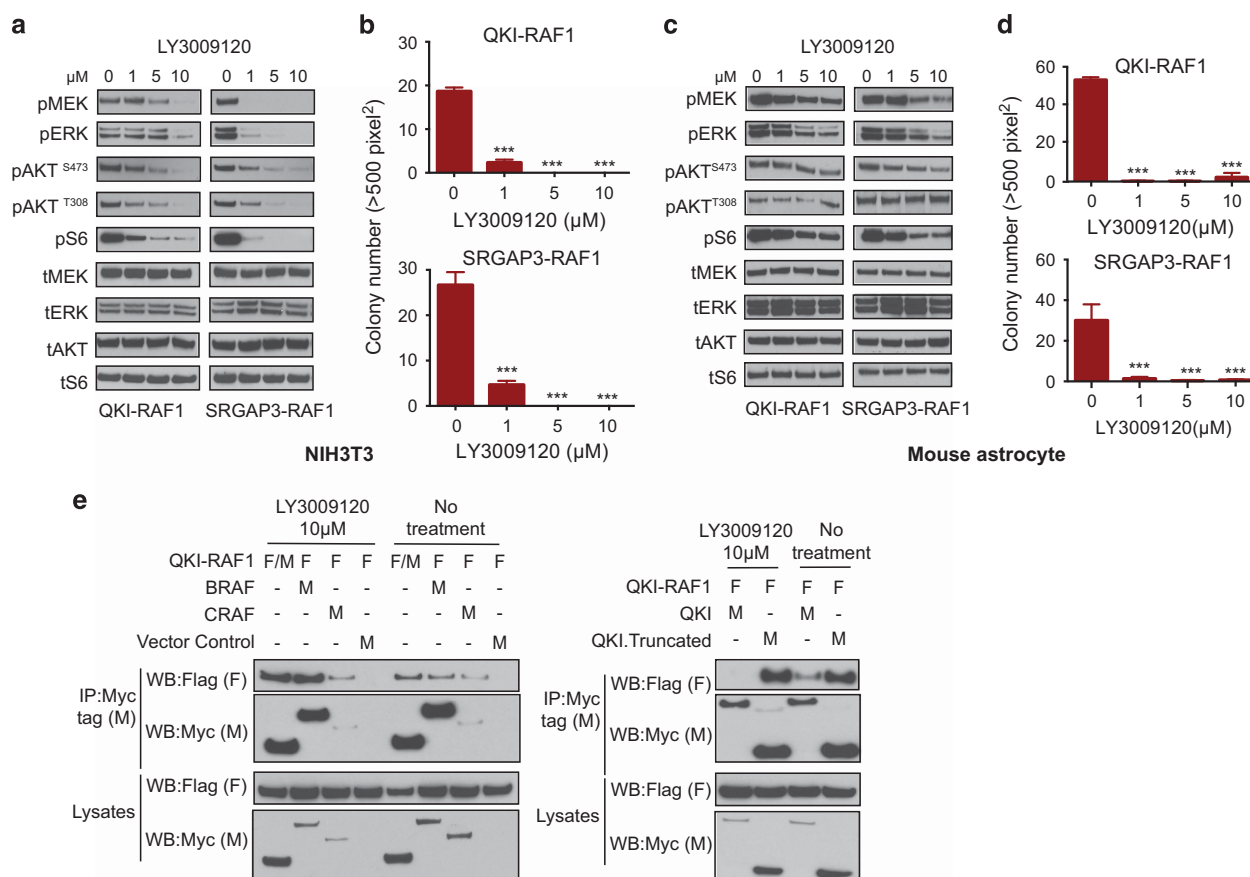 a
LY3009120
µM 0 1 5 10 0 1 5 10
pMEK
pERK
pAKT S473
pAKT T308
pS6
tMEK
tERK
tAKT
tS6
QKI-RAF1 SRGAP3-RAF1
b
Colony number (>500 pixel2)
QKI-RAF1
30
20
10
0
*** *** ***
0 1 5 10
LY3009120 (µM)
SRGAP3-RAF1
30
20
10
0
*** *** ***
0 1 5 10
LY3009120 (µM)
NIH3T3
c
LY3009120
µM 0 1 5 10 0 1 5 10
pMEK
pERK
pAKTS473
pAKTT308
pS6
tMEK
tERK
tAKT
tS6
QKI-RAF1 SRGAP3-RAF1
d
Colony number (>500 pixel2)
QKI-RAF1
60
40
20
0
*** *** ***
0 1 5 10
LY3009120 (µM)
SRGAP3-RAF1
60
40
20
0
*** *** ***
0 1 5 10
LY3009120(µM)
Mouse astrocyte
e
LY3009120 No
10µM treatment
QKI-RAF1 F/M F F F F/M F F F
BRAF - M - - - M - -
CRAF - - M - - - M -
Vector Control - - - M - - - M
IP:Myc
tag (M)
WB:Flag (F)
WB:Myc (M)
Lysates
WB:Flag (F)
WB:Myc (M)
LY3009120 No
10µM treatment
QKI-RAF1 F F F F
QKI M - M -
QKI.Truncated - M - M
IP:Myc
tag (M)
WB:Flag (F)
WB:Myc (M)
Lysates
WB:Flag (F)
WB:Myc (M)